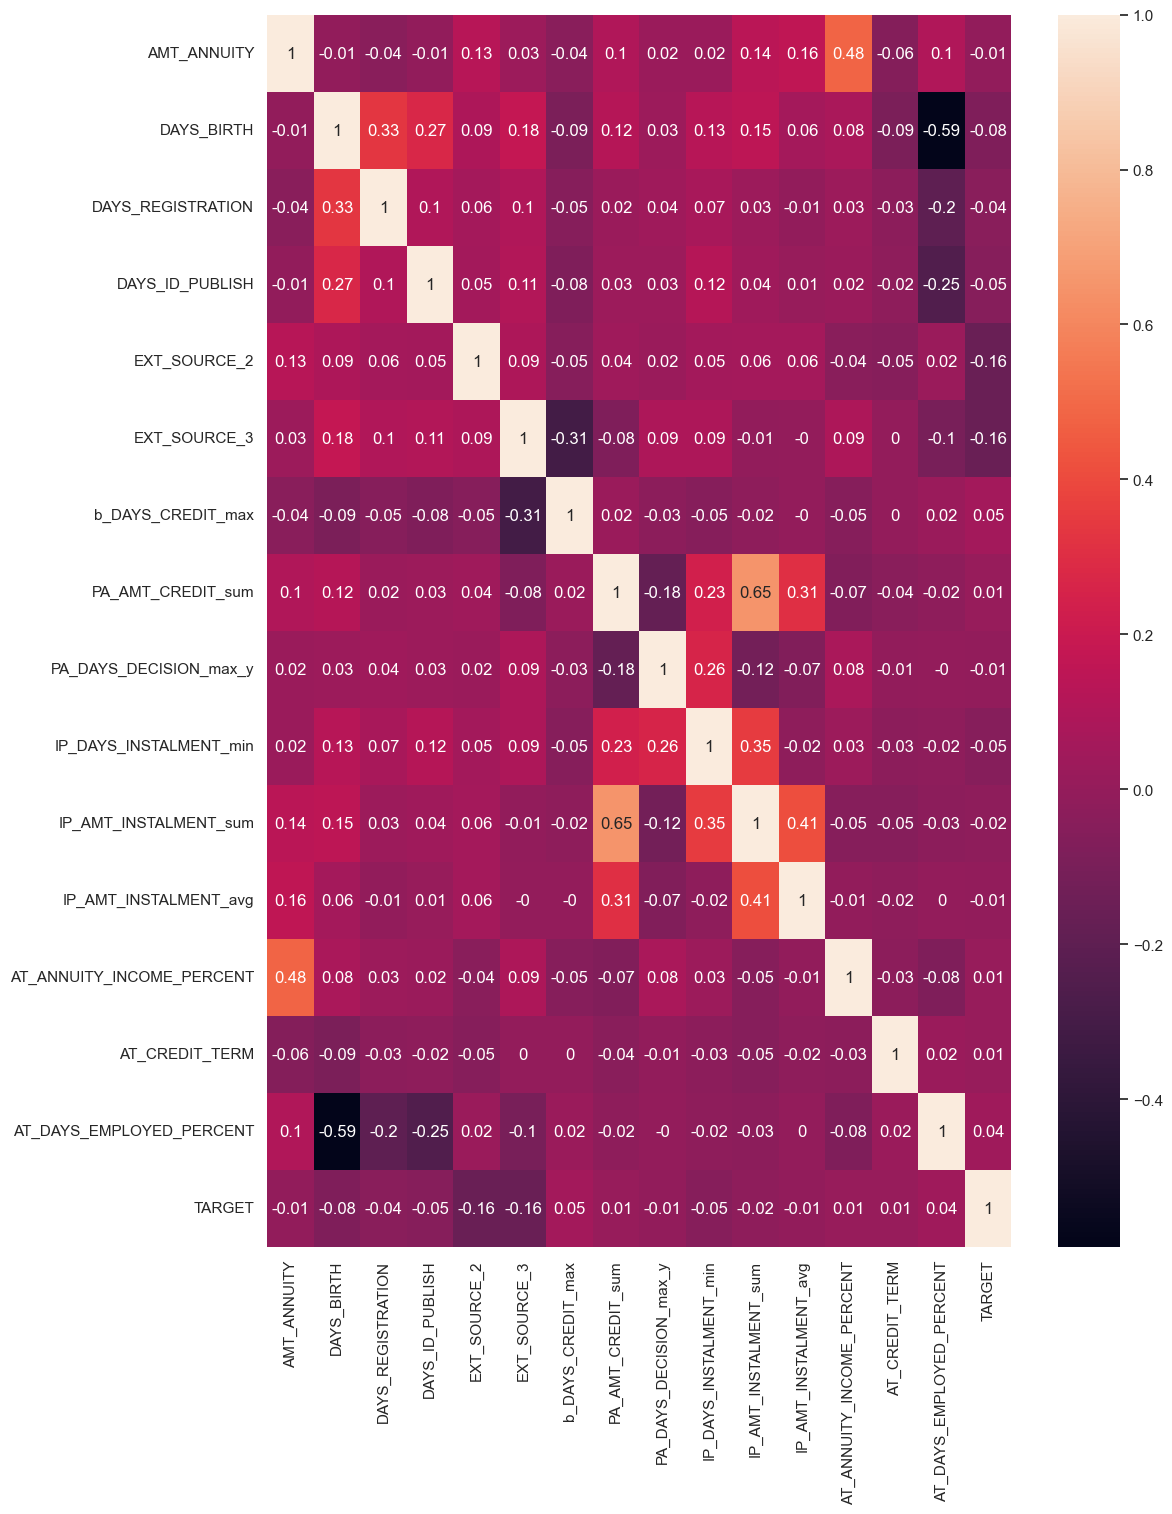 AMT_ANNUITY 1 -0.01 -0.04 -0.01 0.13 0.03 -0.04 0.1 0.02 0.02 0.14 0.16 0.48 -0.06 0.1 -0.01
DAYS_BIRTH -0.01 1 0.33 0.27 0.09 0.18 -0.09 0.12 0.03 0.13 0.15 0.06 0.08 -0.09 -0.59 -0.08
DAYS_REGISTRATION -0.04 0.33 1 0.1 0.06 0.1 -0.05 0.02 0.04 0.07 0.03 -0.01 0.03 -0.03 -0.2 -0.04
DAYS_ID_PUBLISH -0.01 0.27 0.1 1 0.05 0.11 -0.08 0.03 0.03 0.12 0.04 0.01 0.02 -0.02 -0.25 -0.05
EXT_SOURCE_2 0.13 0.09 0.06 0.05 1 0.09 -0.05 0.04 0.02 0.05 0.06 0.06 -0.04 -0.05 0.02 -0.16
EXT_SOURCE_3 0.03 0.18 0.1 0.11 0.09 1 -0.31 -0.08 0.09 0.09 -0.01 -0 0.09 0 -0.1 -0.16
b_DAYS_CREDIT_max -0.04 -0.09 -0.05 -0.08 -0.05 -0.31 1 0.02 -0.03 -0.05 -0.02 -0 -0.05 0 0.02 0.05
PA_AMT_CREDIT_sum 0.1 0.12 0.02 0.03 0.04 -0.08 0.02 1 -0.18 0.23 0.65 0.31 -0.07 -0.04 -0.02 0.01
PA_DAYS_DECISION_max_y 0.02 0.03 0.04 0.03 0.02 0.09 -0.03 -0.18 1 0.26 -0.12 -0.07 0.08 -0.01 -0 -0.01
IP_DAYS_INSTALMENT_min 0.02 0.13 0.07 0.12 0.05 0.09 -0.05 0.23 0.26 1 0.35 -0.02 0.03 -0.03 -0.02 -0.05
IP_AMT_INSTALMENT_sum 0.14 0.15 0.03 0.04 0.06 -0.01 -0.02 0.65 -0.12 0.35 1 0.41 -0.05 -0.05 -0.03 -0.02
IP_AMT_INSTALMENT_avg 0.16 0.06 -0.01 0.01 0.06 -0 -0 0.31 -0.07 -0.02 0.41 1 -0.01 -0.02 0 -0.01
AT_ANNUITY_INCOME_PERCENT 0.48 0.08 0.03 0.02 -0.04 0.09 -0.05 -0.07 0.08 0.03 -0.05 -0.01 1 -0.03 -0.08 0.01
AT_CREDIT_TERM -0.06 -0.09 -0.03 -0.02 -0.05 0 0 -0.04 -0.01 -0.03 -0.05 -0.02 -0.03 1 0.02 0.01
AT_DAYS_EMPLOYED_PERCENT 0.1 -0.59 -0.2 -0.25 0.02 -0.1 0.02 -0.02 -0 -0.02 -0.03 0 -0.08 0.02 1 0.04
TARGET -0.01 -0.08 -0.04 -0.05 -0.16 -0.16 0.05 0.01 -0.01 -0.05 -0.02 -0.01 0.01 0.01 0.04 1
AMT_ANNUITY
DAYS_BIRTH
DAYS_REGISTRATION
DAYS_ID_PUBLISH
EXT_SOURCE_2
EXT_SOURCE_3
b_DAYS_CREDIT_max
PA_AMT_CREDIT_sum
PA_DAYS_DECISION_max_y
IP_DAYS_INSTALMENT_min
IP_AMT_INSTALMENT_sum
IP_AMT_INSTALMENT_avg
AT_ANNUITY_INCOME_PERCENT
AT_CREDIT_TERM
AT_DAYS_EMPLOYED_PERCENT
TARGET
1.0
0.8
0.6
0.4
0.2
0.0
−0.2
−0.4